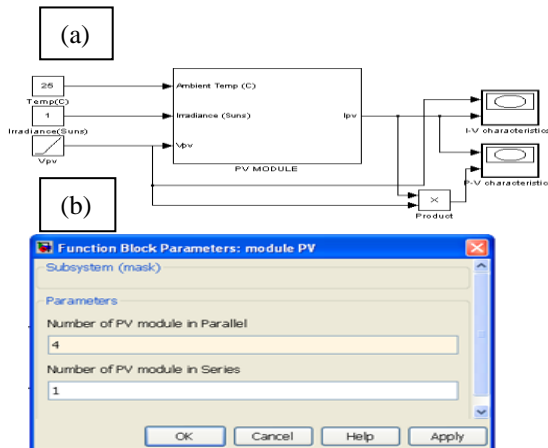 (a)
25
Temp(C)
1
Irradiance(Suns)
Vpv
Ambient Temp (C)
Irradiance (Suns)
Vpv
Ipv
PV MODULE
I-V characteristics
P-V characteristic
×
Product
(b)
Function Block Parameters: module PV
Subsystem (mask)
Parameters
Number of PV module in Parallel
4
Number of PV module in Series
1
OK Cancel Help Apply